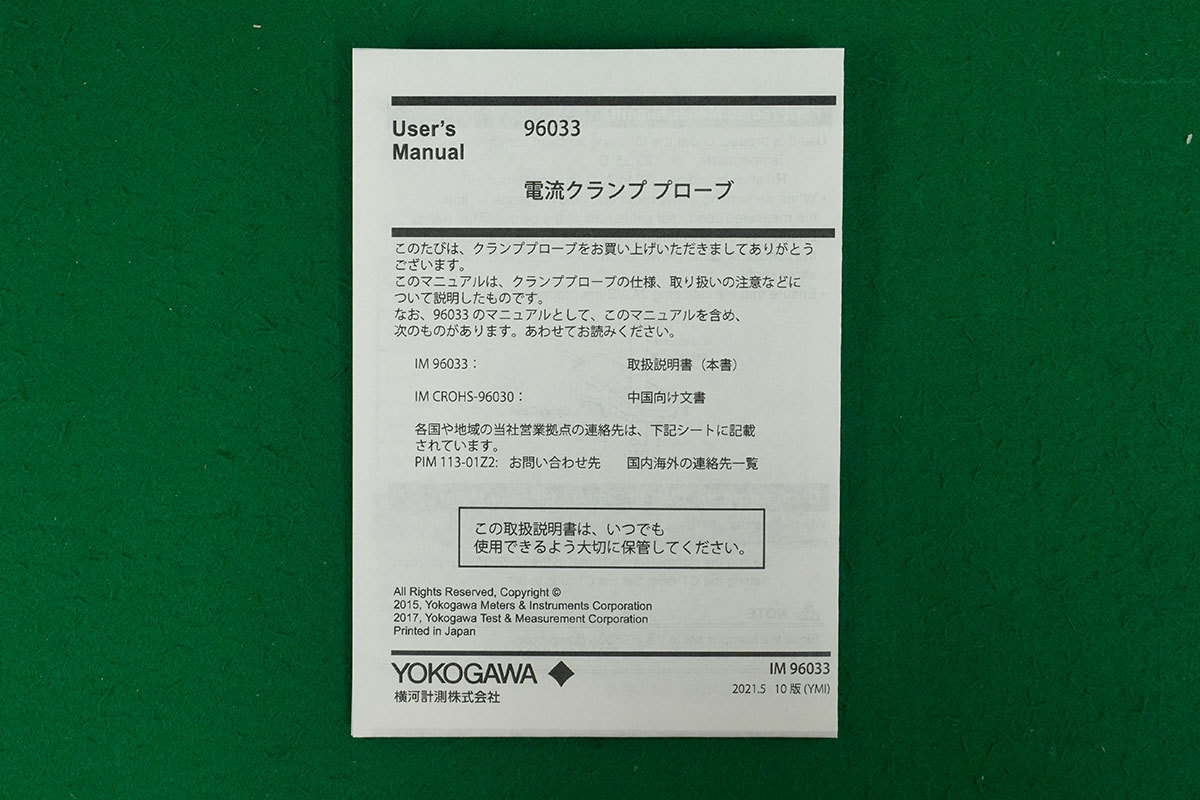 User's 96033
Manual
電流クランプ プローブ
このたびは、クランププローブをお買い上げいただきましてありがとう
ございます。
このマニュアルは、クランププローブの仕様、取り扱いの注意などに
ついて説明したものです。
なお、96033 のマニュアルとして、このマニュアルを含め、
次のものがあります。あわせてお読みください。
IM 96033： 取扱説明書（本書）
IM CROHS-96030： 中国向け文書
各国や地域の当社営業拠点の連絡先は、下記シートに記載
されています。
PIM 113-01Z2: お問い合わせ先 国内海外の連絡先一覧
この取扱説明書は、いつでも
使用できるよう大切に保管してください。
All Rights Reserved, Copyright ©
2015, Yokogawa Meters & Instruments Corporation
2017, Yokogawa Test & Measurement Corporation
Printed in Japan
YOKOGAWA ◆ IM 96033
横河計測株式会社 2021.5 10 版 (YMI)